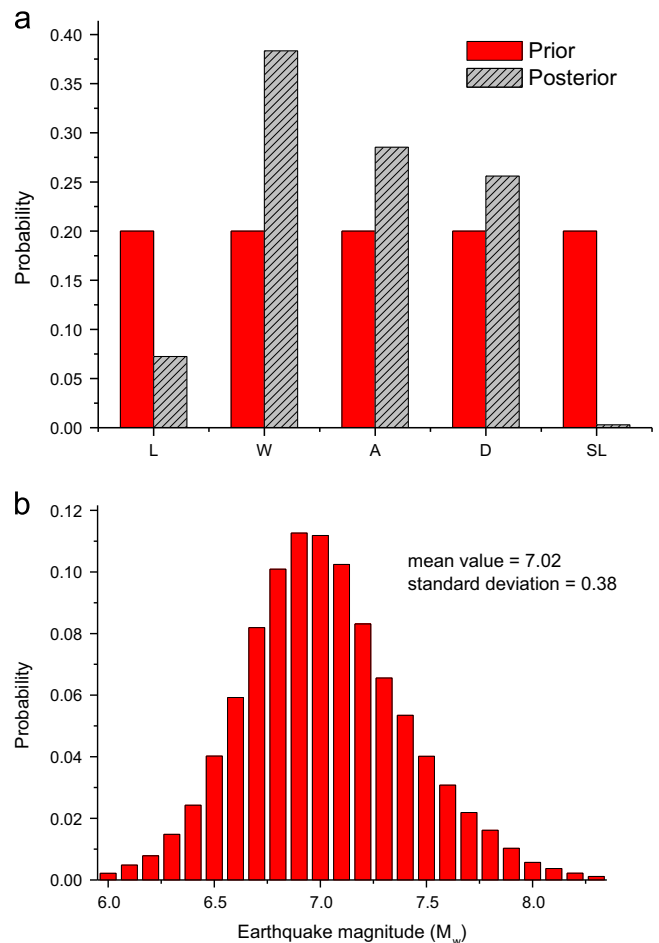 a
0.40
0.35
0.30
0.25
0.20
0.15
0.10
0.05
0.00
Probability
Prior
Posterior
L W A D SL
b
0.12
0.10
0.08
0.06
0.04
0.02
0.00
Probability
mean value = 7.02
standard deviation = 0.38
6.0 6.5 7.0 7.5 8.0
Earthquake magnitude (Mw)